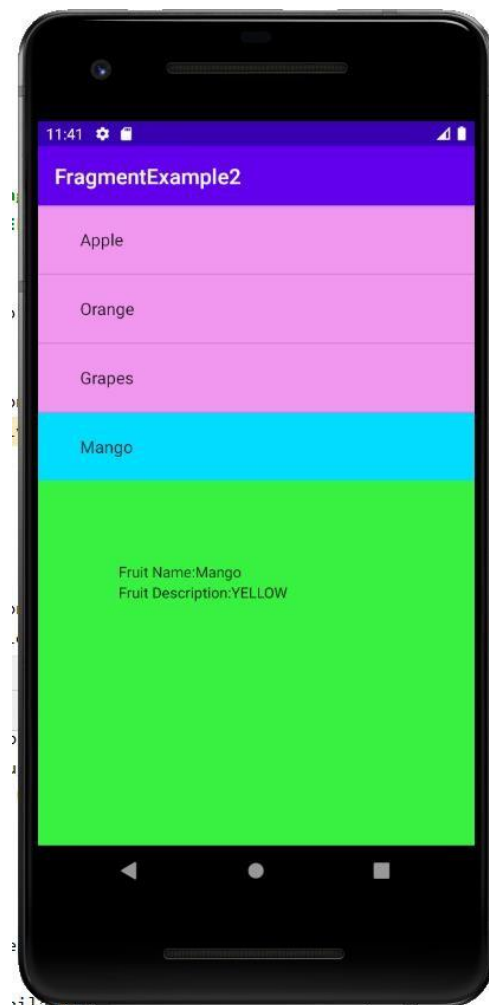 11:41
FragmentExample2
Apple
Orange
Grapes
Mango
Fruit Name:Mango
Fruit Description:YELLOW